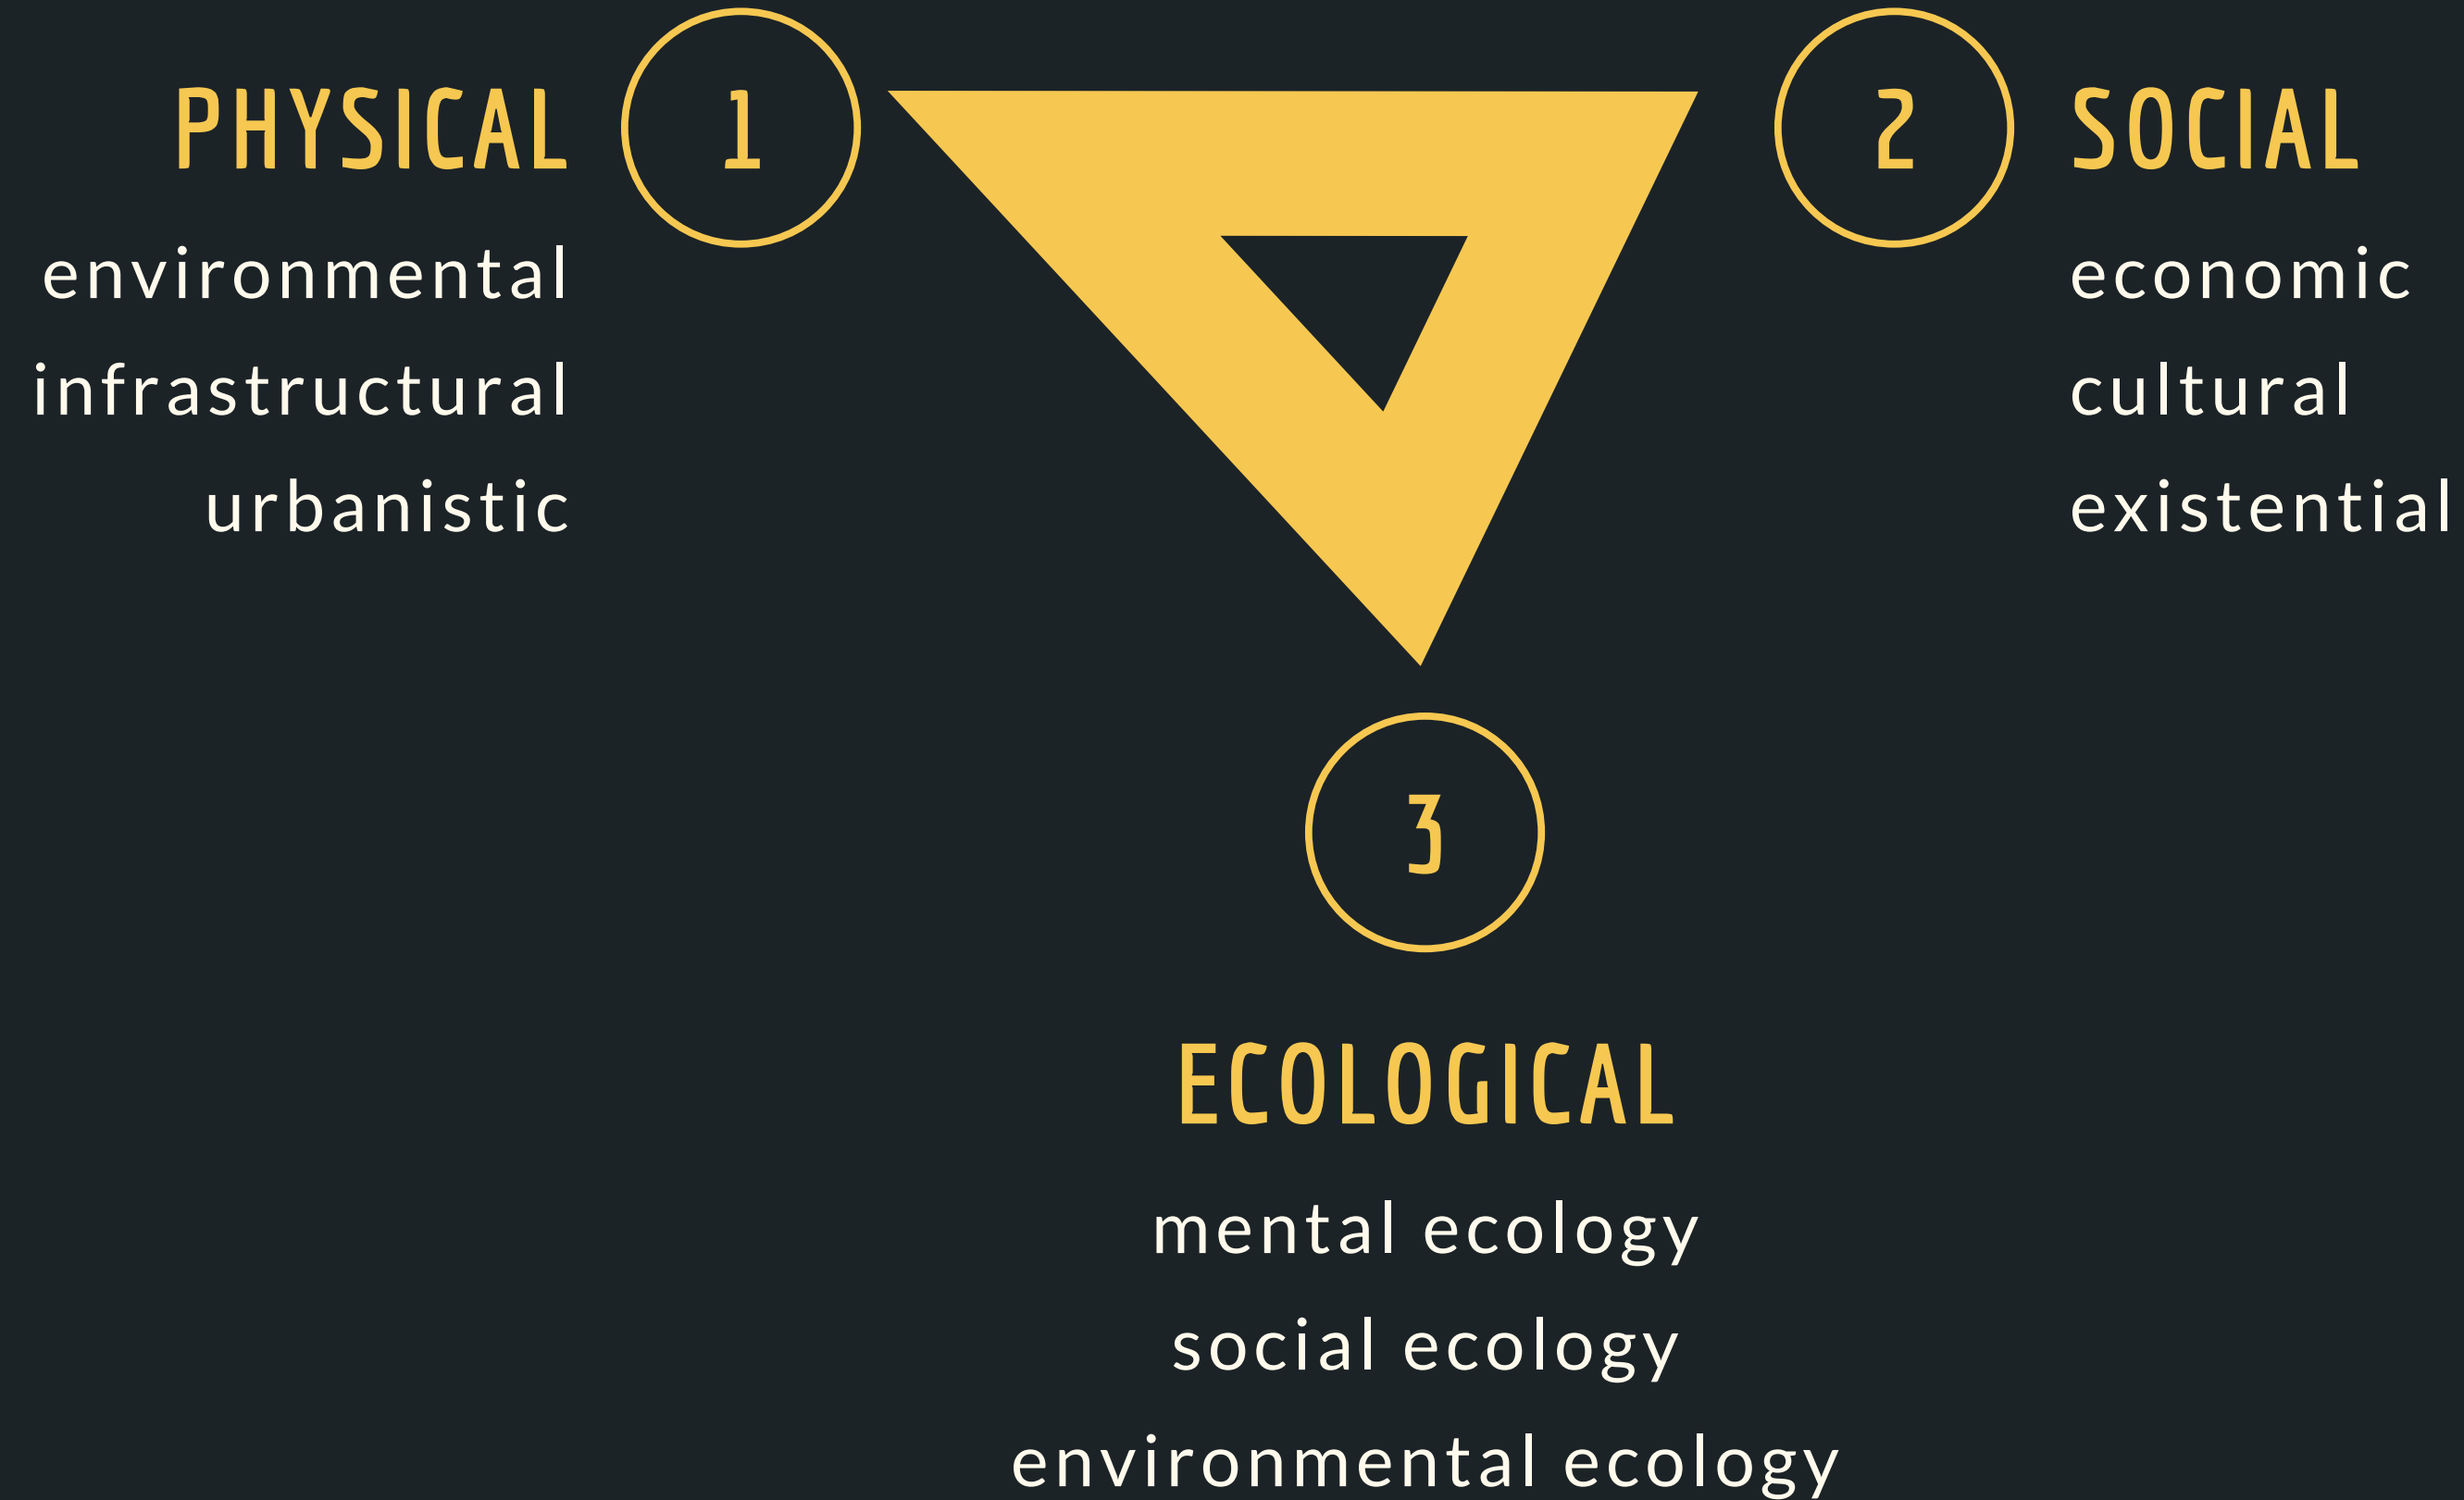 PHYSICAL
1
environmental
infrastructural
urbanistic
2
SOCIAL
economic
cultural
existential
3
ECOLOGICAL
mental ecology
social ecology
environmental ecology